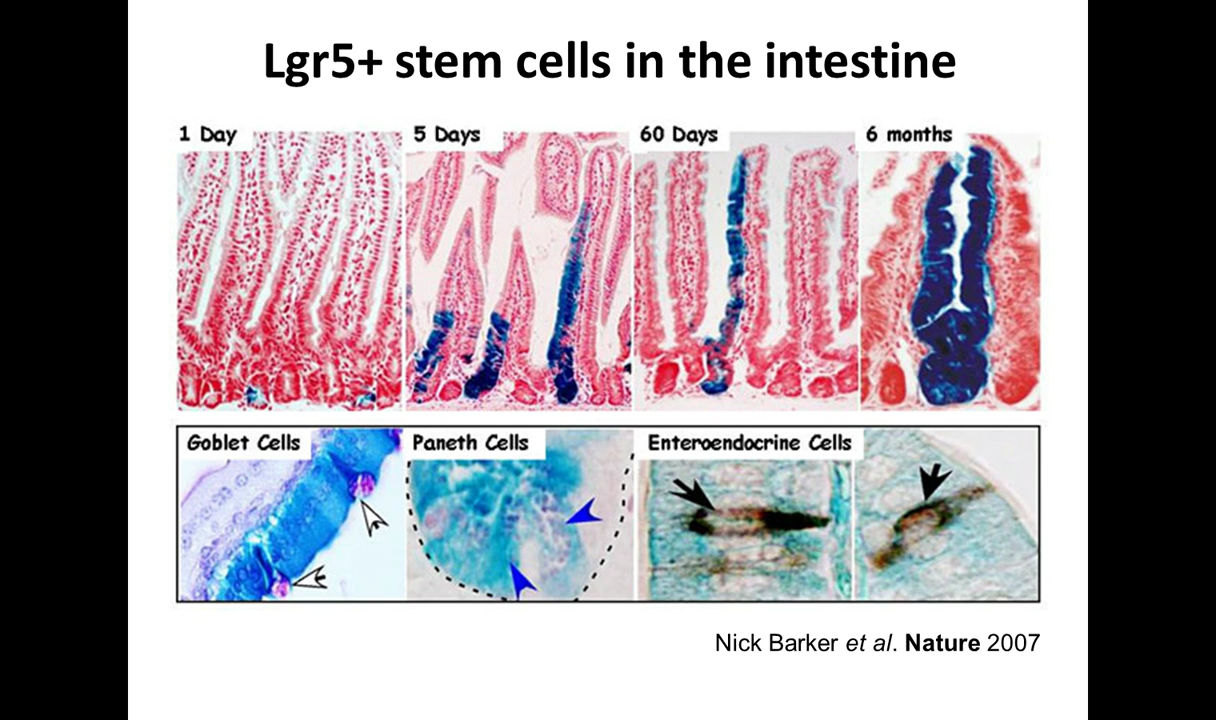 Lgr5+ stem cells in the intestine
1 Day
5 Days
60 Days
6 months
Goblet Cells
Paneth Cells
Enteroendocrine Cells
Nick Barker et al. Nature 2007